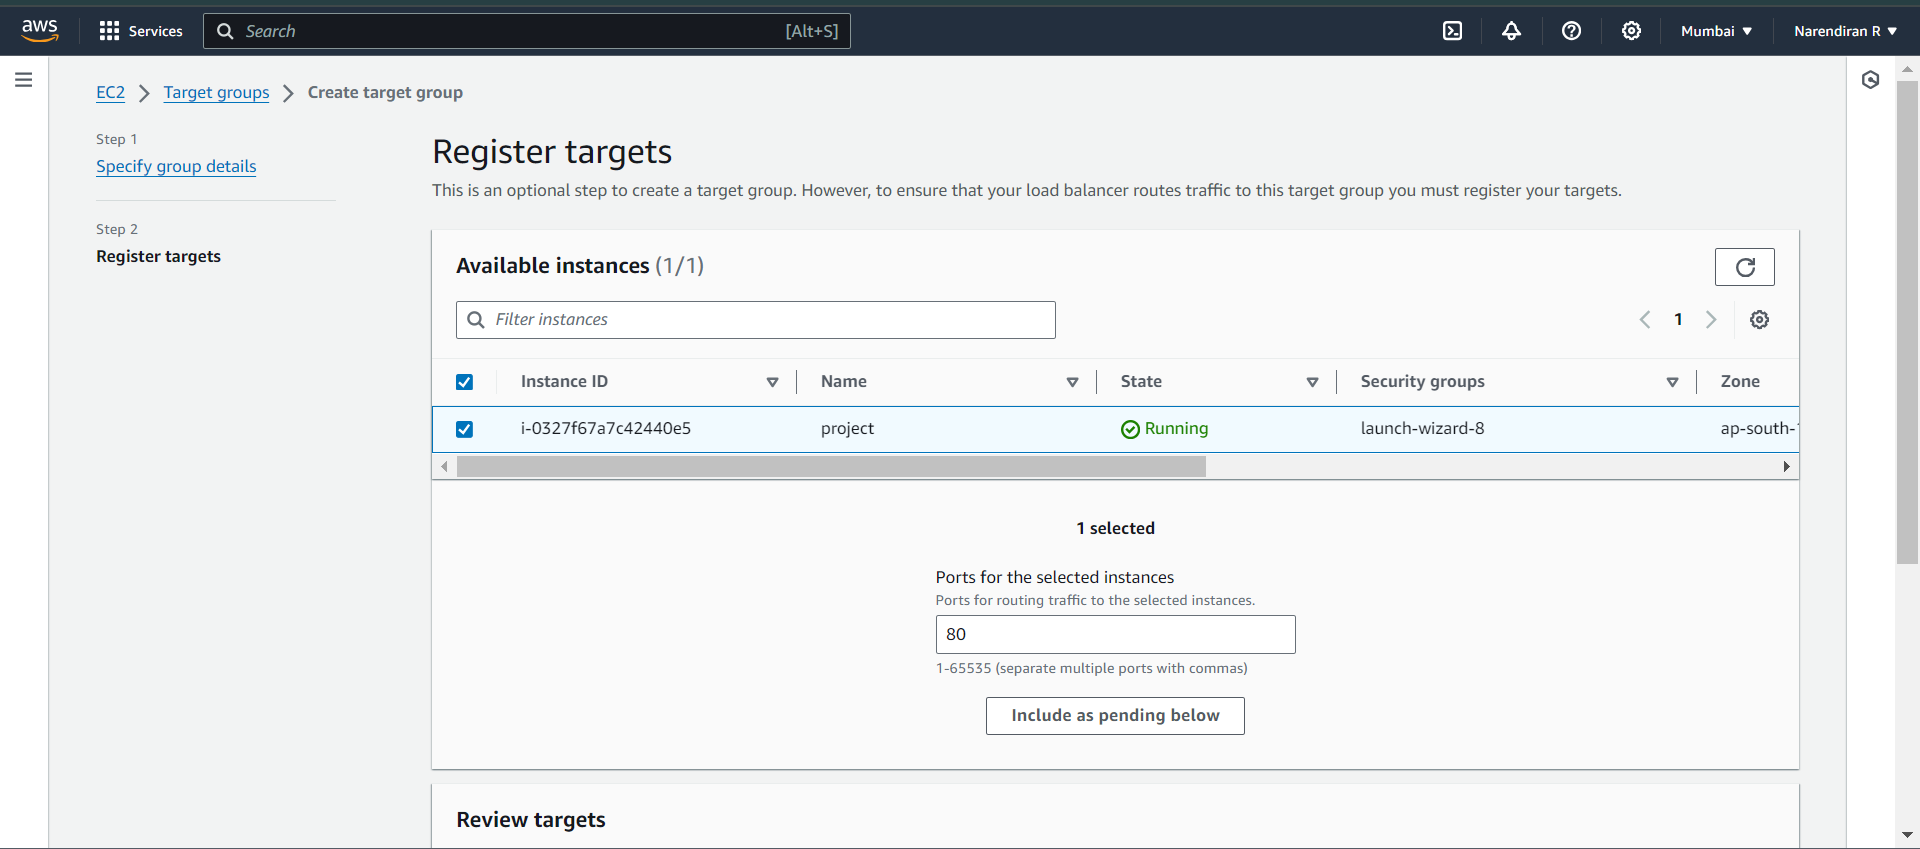 aws
Services
Search
[Alt+S]
Mumbai
Narendiran R
EC2
Target groups
Create target group
Step 1
Specify group details
Step 2
Register targets
Register targets
This is an optional step to create a target group. However, to ensure that your load balancer routes traffic to this target group you must register your targets.
Available instances (1/1)
Filter instances
1
Instance ID
Name
State
Security groups
Zone
i-0327f67a7c42440e5
project
Running
launch-wizard-8
ap-south-1
1 selected
Ports for the selected instances
Ports for routing traffic to the selected instances.
80
1-65535 (separate multiple ports with commas)
Include as pending below
Review targets